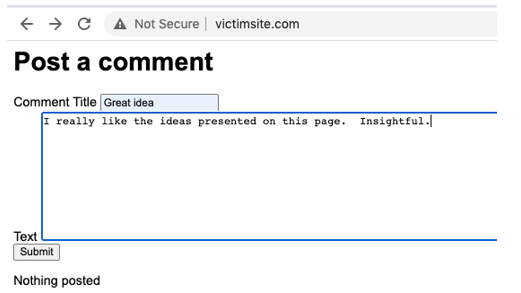 Not Secure | victimsite.com
Post a comment
Comment Title Great idea
I really like the ideas presented on this page.  Insightful.
Text
Submit
Nothing posted